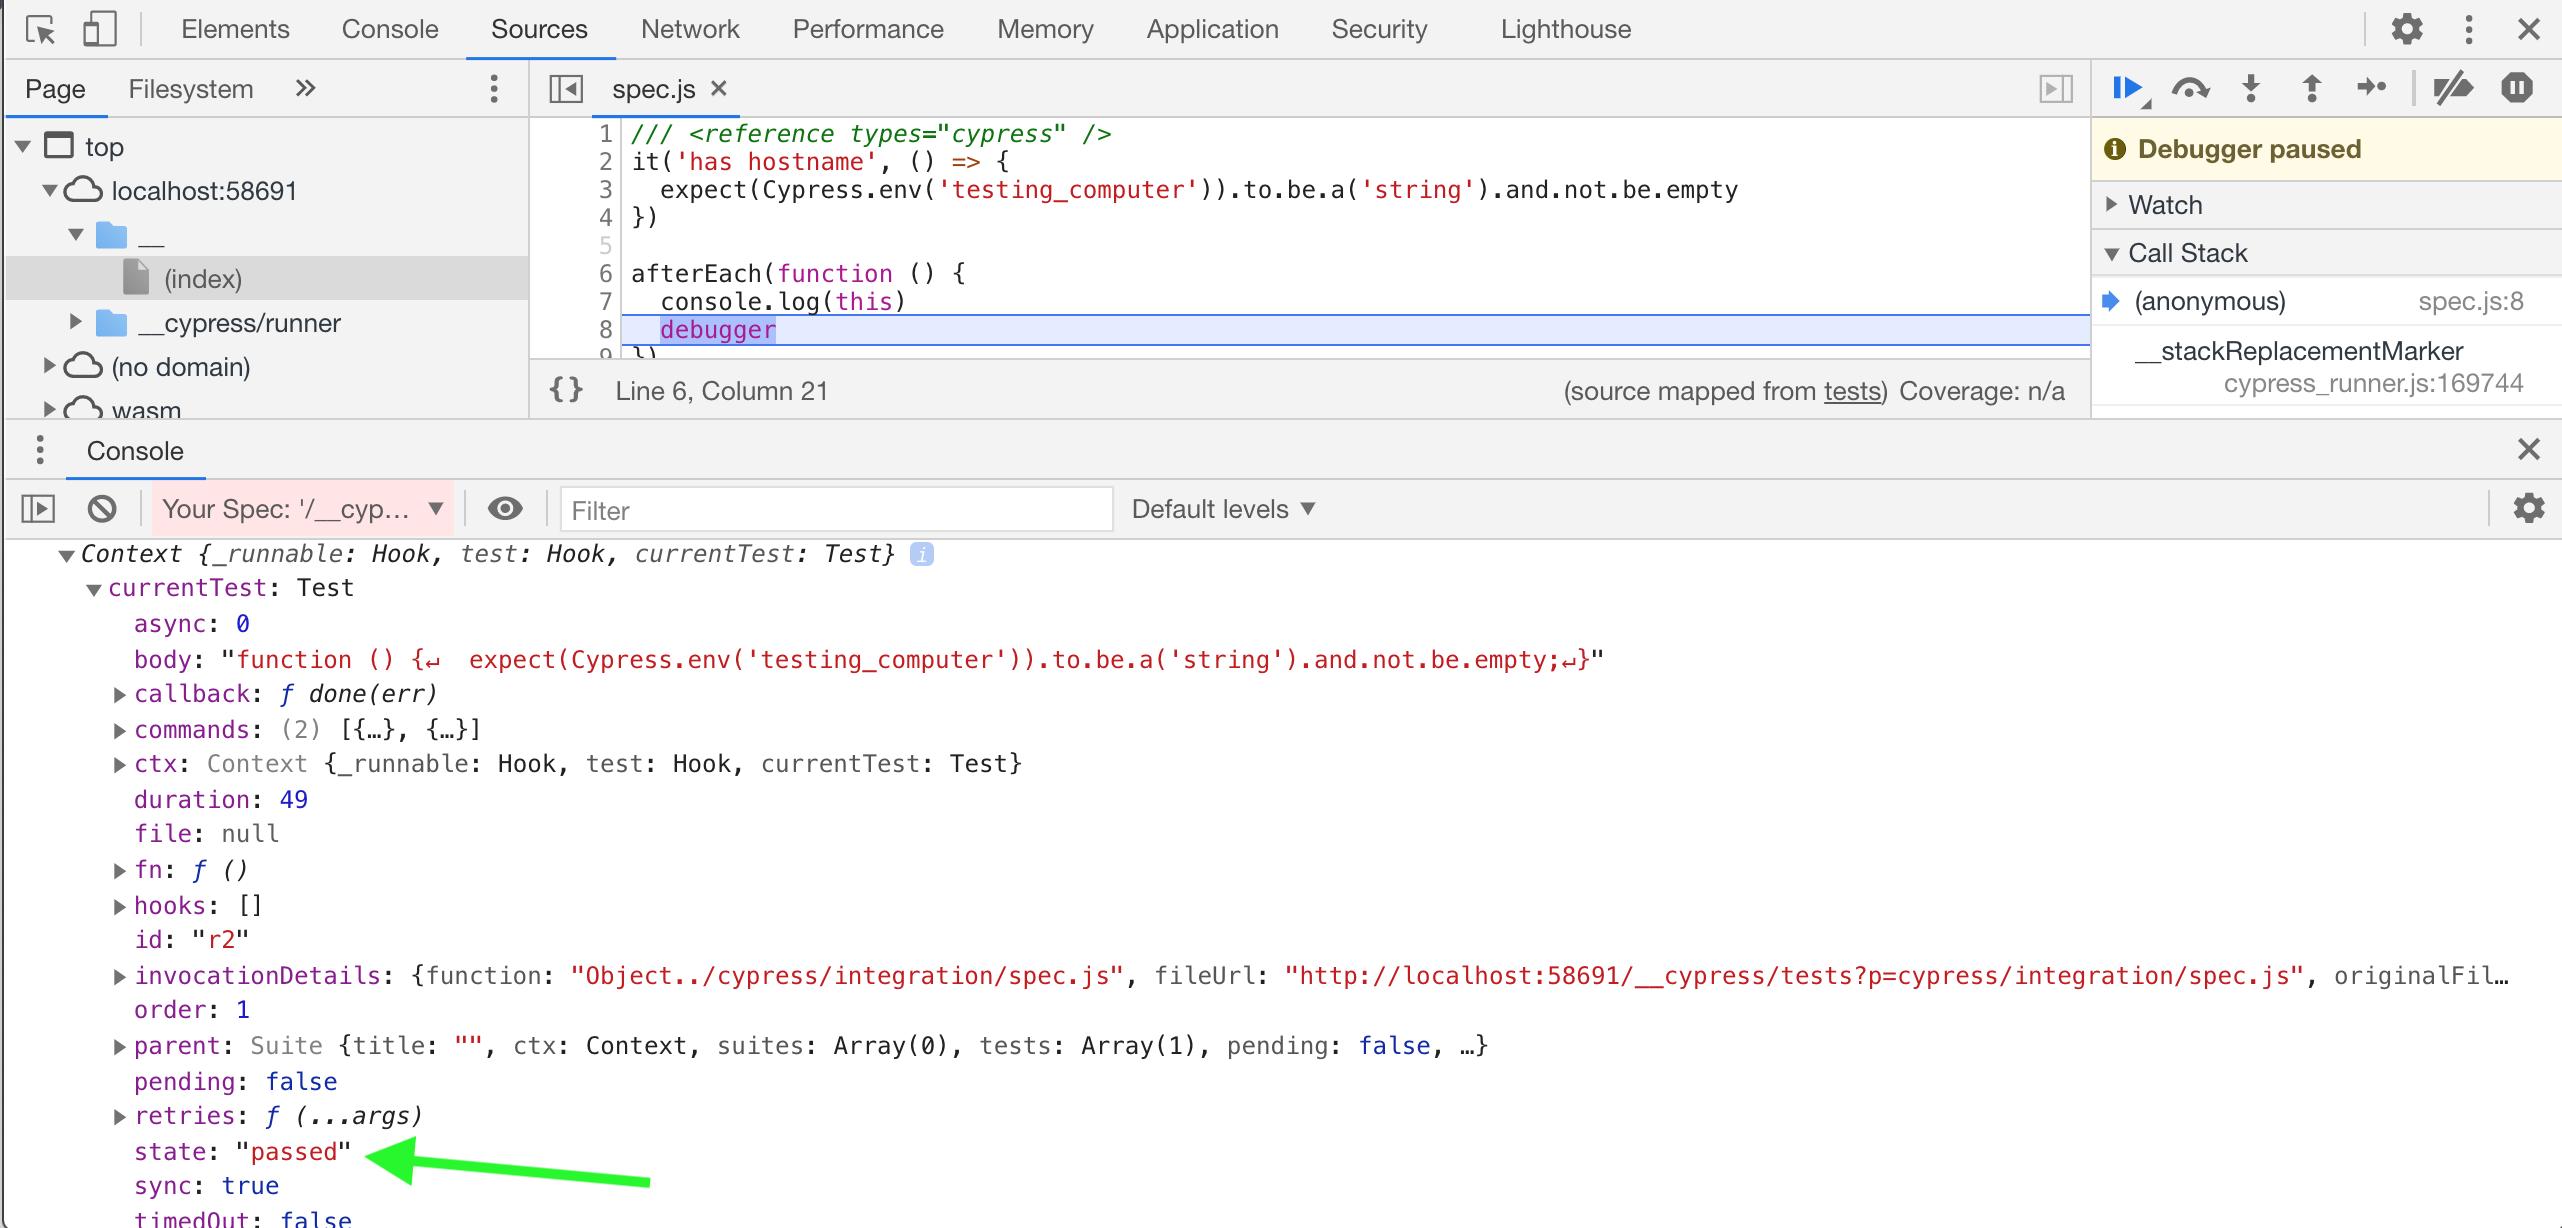 Elements Console Sources Network Performance Memory Application Security Lighthouse
Page Filesystem »
spec.js ×
top
localhost:58691
__
(index)
__cypress/runner
(no domain)
wasm
1 /// <reference types="cypress" />
2 it('has hostname', () => {
3 expect(Cypress.env('testing_computer')).to.be.a('string').and.not.be.empty
4 })
5
6 afterEach(function () {
7 console.log(this)
8 debugger
9 })
{} Line 6, Column 21 (source mapped from tests) Coverage: n/a
Debugger paused
Watch
Call Stack
(anonymous) spec.js:8
__stackReplacementMarker
cypress_runner.js:169744
Console
Your Spec: '/__cyp... Filter Default levels
Context {_runnable: Hook, test: Hook, currentTest: Test} i
currentTest: Test
async: 0
body: "function () {↵  expect(Cypress.env('testing_computer')).to.be.a('string').and.not.be.empty;↵}"
callback: ƒ done(err)
commands: (2) [{…}, {…}]
ctx: Context {_runnable: Hook, test: Hook, currentTest: Test}
duration: 49
file: null
fn: ƒ ()
hooks: []
id: "r2"
invocationDetails: {function: "Object../cypress/integration/spec.js", fileUrl: "http://localhost:58691/__cypress/tests?p=cypress/integration/spec.js", originalFil…
order: 1
parent: Suite {title: "", ctx: Context, suites: Array(0), tests: Array(1), pending: false, …}
pending: false
retries: ƒ (...args)
state: "passed"
sync: true
timedOut: false